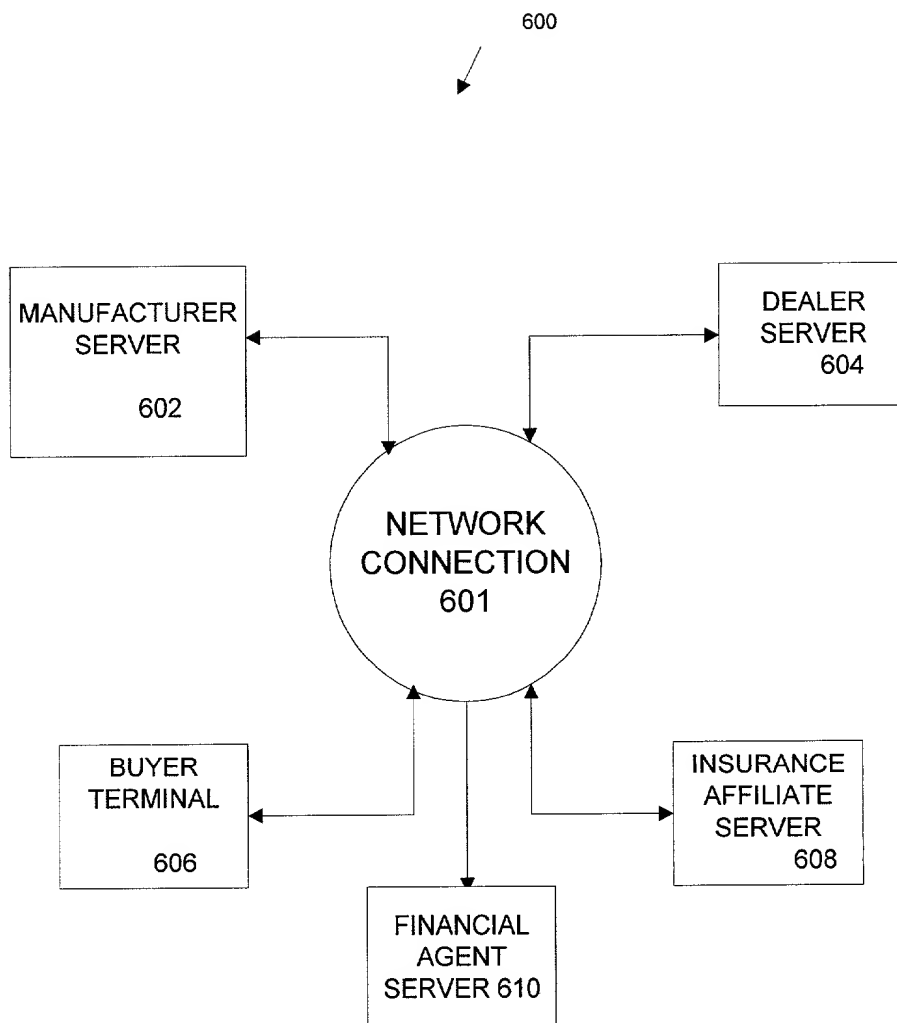 600
MANUFACTURER
SERVER
602
DEALER
SERVER
604
NETWORK
CONNECTION
601
BUYER
TERMINAL
606
INSURANCE
AFFILIATE
SERVER
608
FINANCIAL
AGENT
SERVER 610